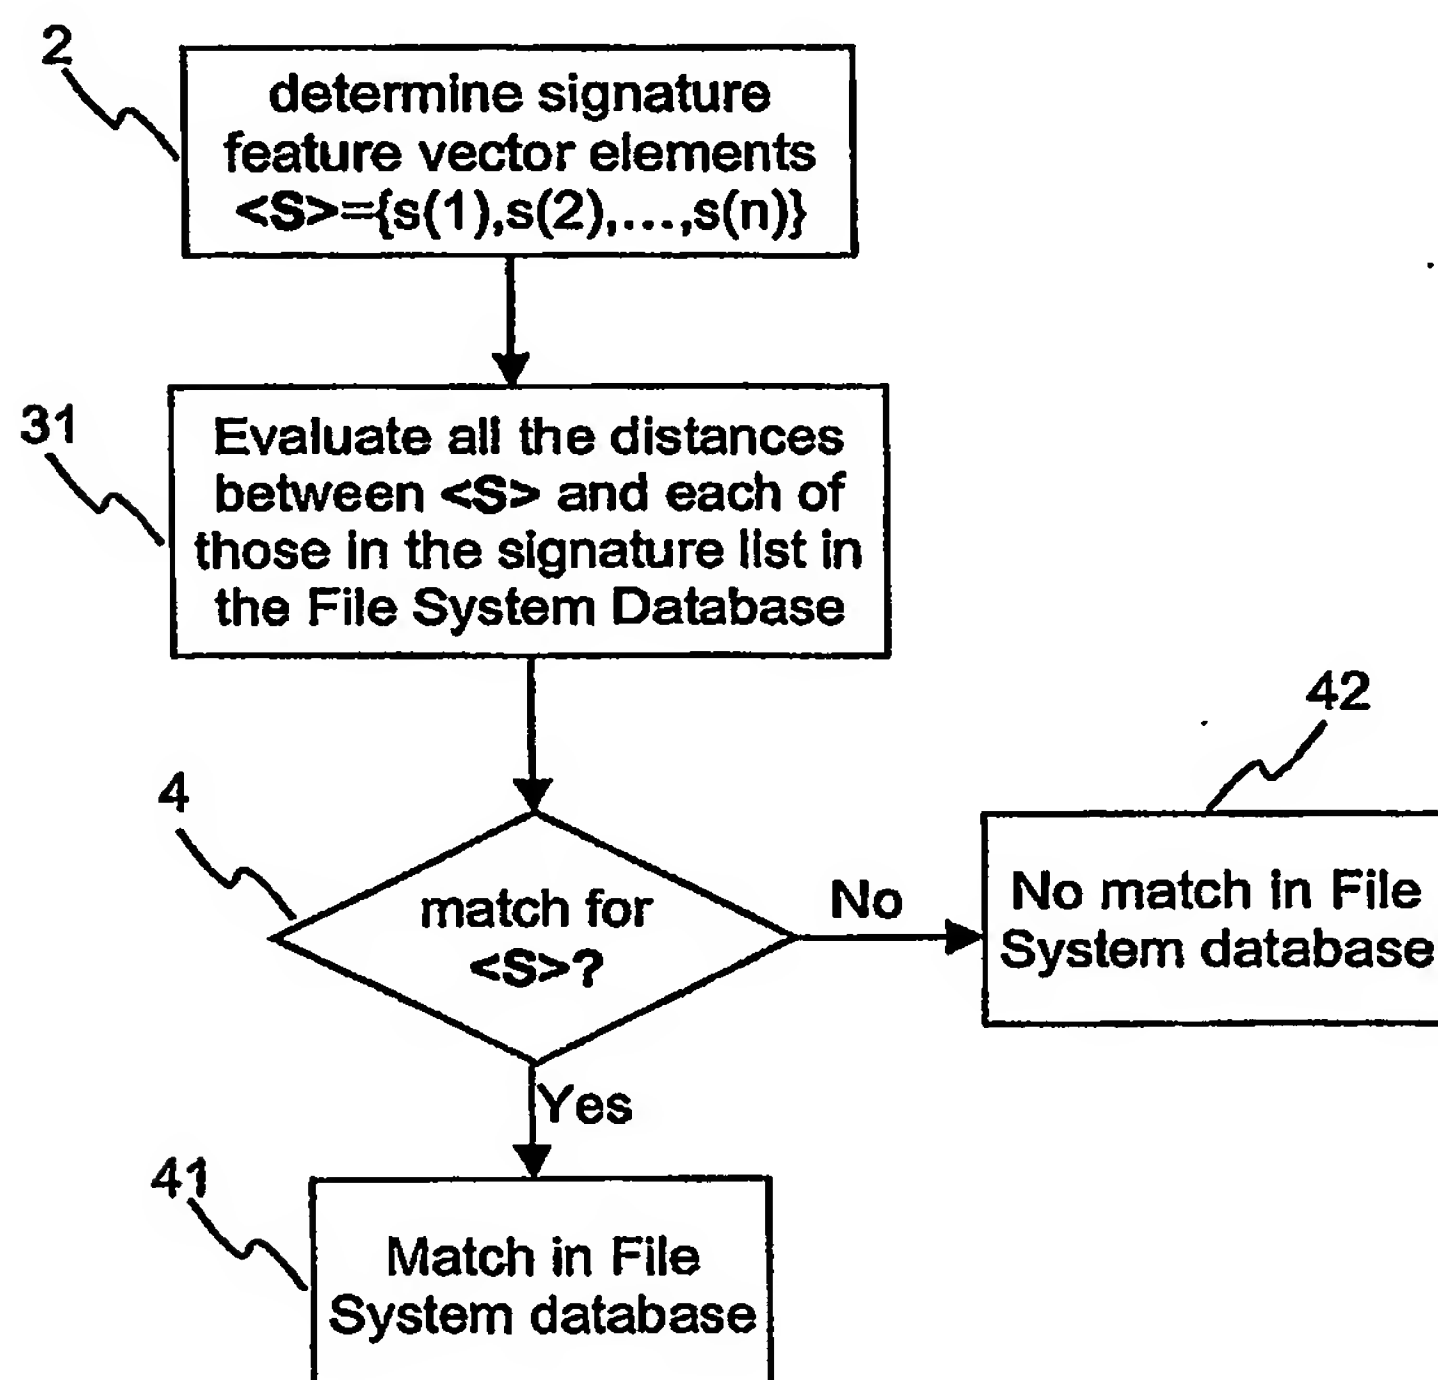 2
determine signature
feature vector elements
<S>={s(1),s(2),...,s(n)}
31
Evaluate all the distances
between <S> and each of
those in the signature list in
the File System Database
42
4
match for
<S>?
No
No match in File
System database
Yes
41
Match in File
System database